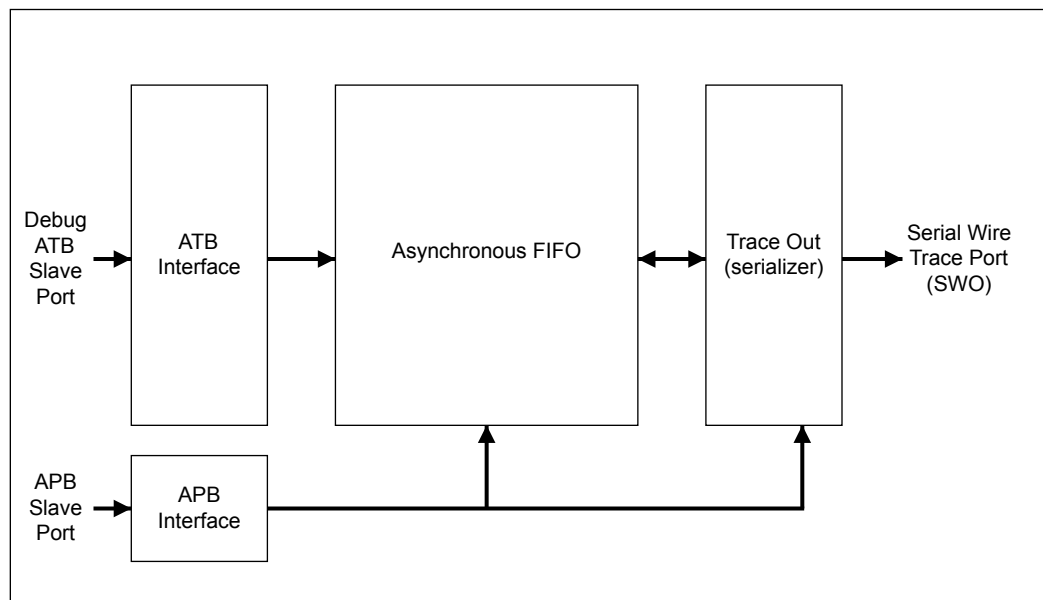 Debug
ATB
Slave
Port
ATB
Interface
Asynchronous FIFO
Trace Out
(serializer)
Serial Wire
Trace Port
(SWO)
APB
Slave
Port
APB
Interface